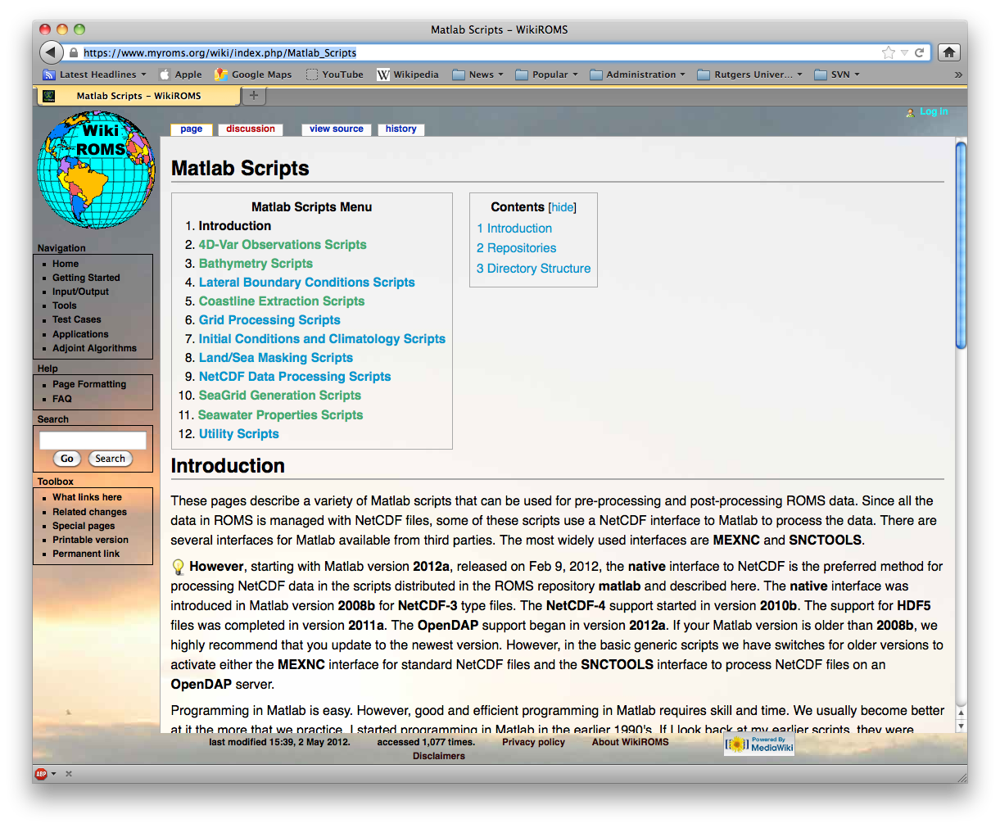 Matlab Scripts – WikiROMS
https://www.myroms.org/wiki/index.php/Matlab_Scripts
Latest Headlines Apple Google Maps YouTube Wikipedia News Popular Administration Rutgers Univer... SVN »
Matlab Scripts – WikiROMS
Log in
Wiki
ROMS
page discussion view source history
Matlab Scripts
Matlab Scripts Menu
1. Introduction
2. 4D-Var Observations Scripts
3. Bathymetry Scripts
4. Lateral Boundary Conditions Scripts
5. Coastline Extraction Scripts
6. Grid Processing Scripts
7. Initial Conditions and Climatology Scripts
8. Land/Sea Masking Scripts
9. NetCDF Data Processing Scripts
10. SeaGrid Generation Scripts
11. Seawater Properties Scripts
12. Utility Scripts
Contents [hide]
1 Introduction
2 Repositories
3 Directory Structure
Navigation
Home
Getting Started
Input/Output
Tools
Test Cases
Applications
Adjoint Algorithms
Help
Page Formatting
FAQ
Search
Go Search
Toolbox
What links here
Related changes
Special pages
Printable version
Permanent link
Introduction
These pages describe a variety of Matlab scripts that can be used for pre-processing and post-processing ROMS data. Since all the
data in ROMS is managed with NetCDF files, some of these scripts use a NetCDF interface to Matlab to process the data. There are
several interfaces for Matlab available from third parties. The most widely used interfaces are MEXNC and SNCTOOLS.
However, starting with Matlab version 2012a, released on Feb 9, 2012, the native interface to NetCDF is the preferred method for
processing NetCDF data in the scripts distributed in the ROMS repository matlab and described here. The native interface was
introduced in Matlab version 2008b for NetCDF-3 type files. The NetCDF-4 support started in version 2010b. The support for HDF5
files was completed in version 2011a. The OpenDAP support began in version 2012a. If your Matlab version is older than 2008b, we
highly recommend that you update to the newest version. However, in the basic generic scripts we have switches for older versions to
activate either the MEXNC interface for standard NetCDF files and the SNCTOOLS interface to process NetCDF files on an
OpenDAP server.
Programming in Matlab is easy. However, good and efficient programming in Matlab requires skill and time. We usually become better
at it the more that we practice. I started programming in Matlab in the earlier 1990's. If I look back at my earlier scripts, they were
last modified 15:39, 2 May 2012. accessed 1,077 times. Privacy policy About WikiROMS
Disclaimers
Powered By
MediaWiki
ABP